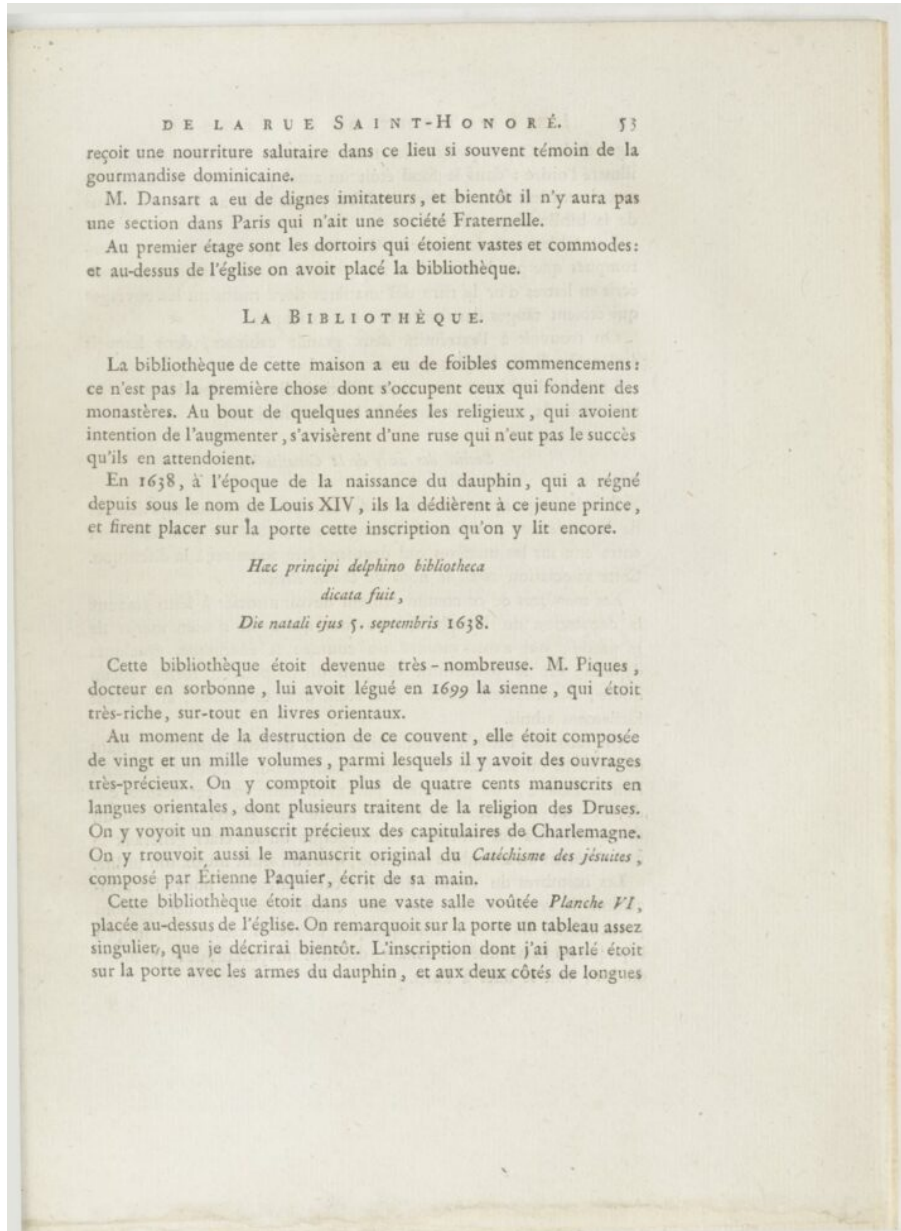 DE LA RUE SAINT-HONORÉ. 53
reçoit une nourriture salutaire dans ce lieu si souvent témoin de la
gourmandise dominicaine.
M. Dansart a eu de dignes imitateurs, et bientôt il n'y aura pas
une section dans Paris qui n'ait une société Fraternelle.
Au premier étage sont les dortoirs qui étoient vastes et commodes:
et au-dessus de l'église on avoit placé la bibliothèque.
LA BIBLIOTHÈQUE.
La bibliothèque de cette maison a eu de foibles commencemens:
ce n'est pas la première chose dont s'occupent ceux qui fondent des
monastères. Au bout de quelques années les religieux, qui avoient
intention de l'augmenter, s'avisèrent d'une ruse qui n'eut pas le succès
qu'ils en attendoient.
En 1638, à l'époque de la naissance du dauphin, qui a régné
depuis sous le nom de Louis XIV, ils la dédièrent à ce jeune prince,
et firent placer sur la porte cette inscription qu'on y lit encore.
Hæc principi delphino bibliotheca
dicata fuit,
Die natali ejus 5. septembris 1638.
Cette bibliothèque étoit devenue très-nombreuse. M. Piques,
docteur en sorbonne, lui avoit légué en 1699 la sienne, qui étoit
très-riche, sur-tout en livres orientaux.
Au moment de la destruction de ce couvent, elle étoit composée
de vingt et un mille volumes, parmi lesquels il y avoit des ouvrages
très-précieux. On y comptoit plus de quatre cents manuscrits en
langues orientales, dont plusieurs traitent de la religion des Druses.
On y voyoit un manuscrit précieux des capitulaires de Charlemagne.
On y trouvoit aussi le manuscrit original du Catéchisme des jésuites,
composé par Étienne Paquier, écrit de sa main.
Cette bibliothèque étoit dans une vaste salle voûtée Planche VI,
placée au-dessus de l'église. On remarquoit sur la porte un tableau assez
singulier, que je décrirai bientôt. L'inscription dont j'ai parlé étoit
sur la porte avec les armes du dauphin, et aux deux côtés de longues